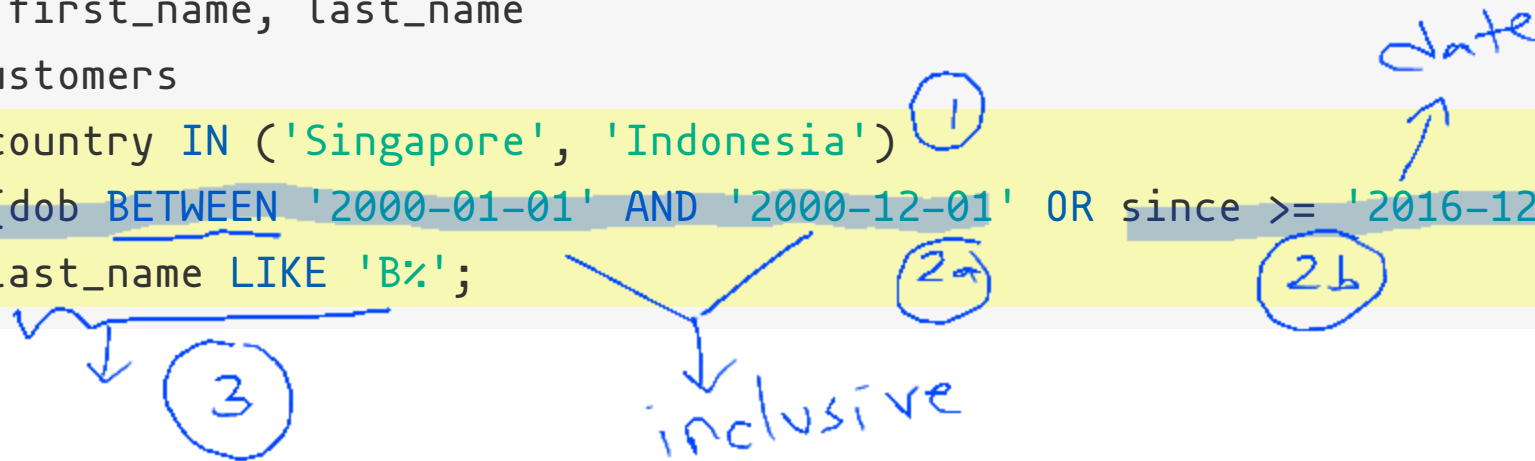 first_name, last_name
date
ustomers
1
country IN ('Singapore', 'Indonesia')
(dob BETWEEN '2000-01-01' AND '2000-12-01' OR since >= '2016-12
last_name LIKE 'B%';
2a
2b
3
inclusive